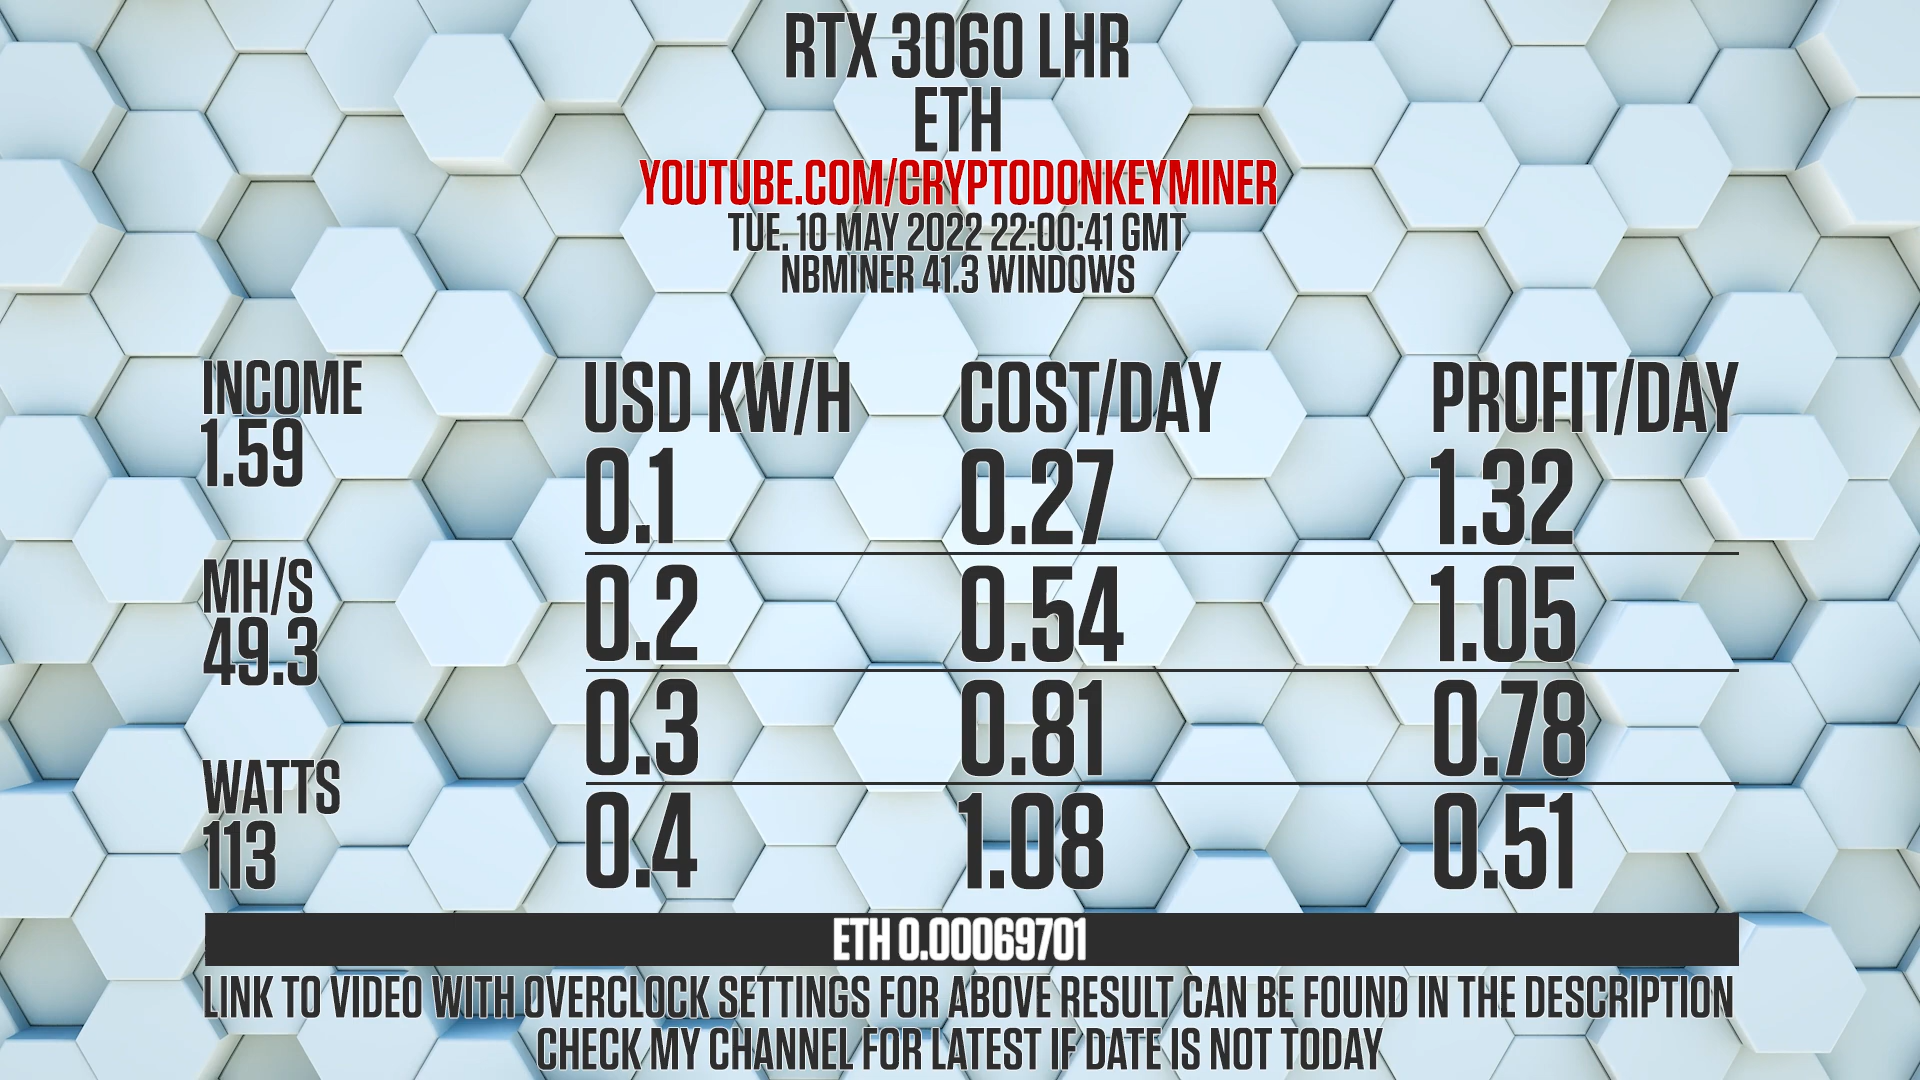 RTX 3060 LHR
ETH
YOUTUBE.COM/CRYPTODONKEYMINER
TUE. 10 MAY 2022 22:00:41 GMT
NBMINER 41.3 WINDOWS
INCOME
1.59
MH/S
49.3
WATTS
113
USD KW/H COST/DAY PROFIT/DAY
0.1 0.27 1.32
0.2 0.54 1.05
0.3 0.81 0.78
0.4 1.08 0.51
ETH 0.00069701
LINK TO VIDEO WITH OVERCLOCK SETTINGS FOR ABOVE RESULT CAN BE FOUND IN THE DESCRIPTION
CHECK MY CHANNEL FOR LATEST IF DATE IS NOT TODAY